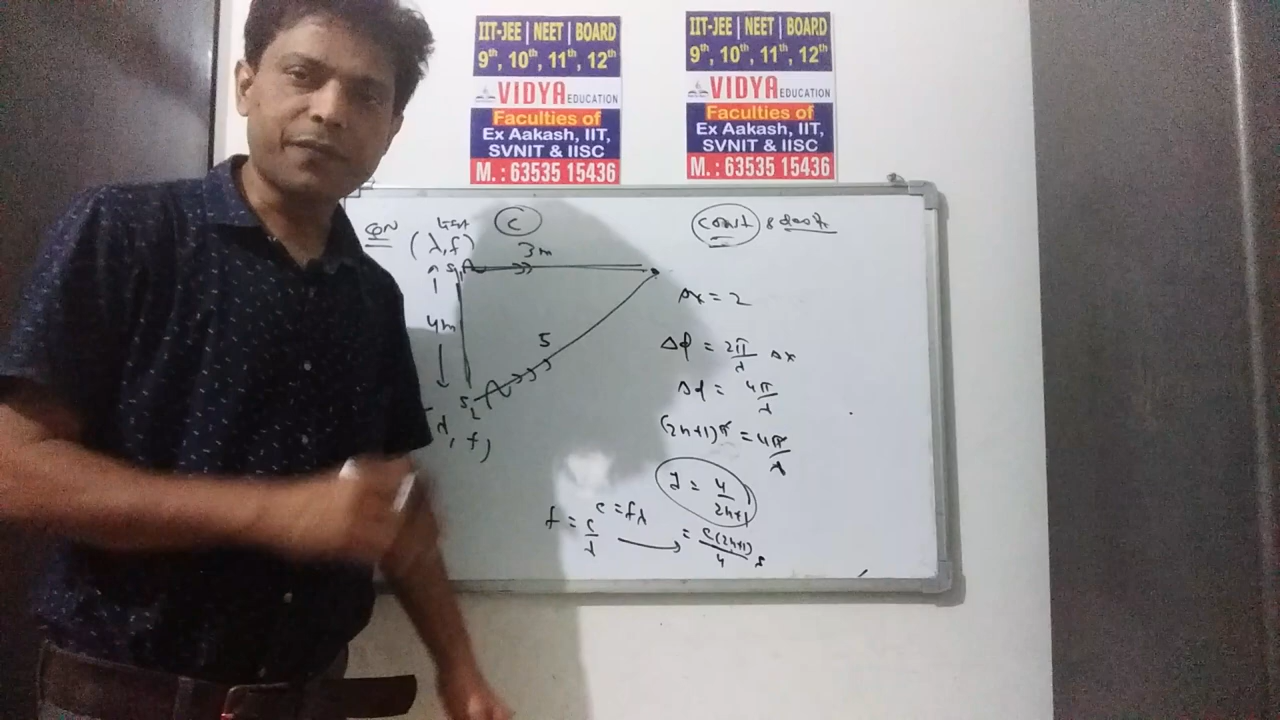 IIT-JEE | NEET | BOARD
9th, 10th, 11th, 12th
VIDYA EDUCATION
Faculties of
Ex Aakash, IIT,
SVNIT & IISC
M. : 63535 15436
IIT-JEE | NEET | BOARD
9th, 10th, 11th, 12th
VIDYA EDUCATION
Faculties of
Ex Aakash, IIT,
SVNIT & IISC
M. : 63535 15436
C
(λ, f)
S1
3m
4m
5
S2
λ, f
const &
Δx = 2
Δφ = 2π/λ Δx
Δφ = 4π/λ
(2n+1)π = 4π/λ
λ = 4/2n+1
c = fλ
f = c/λ
= c(2n+1)/4